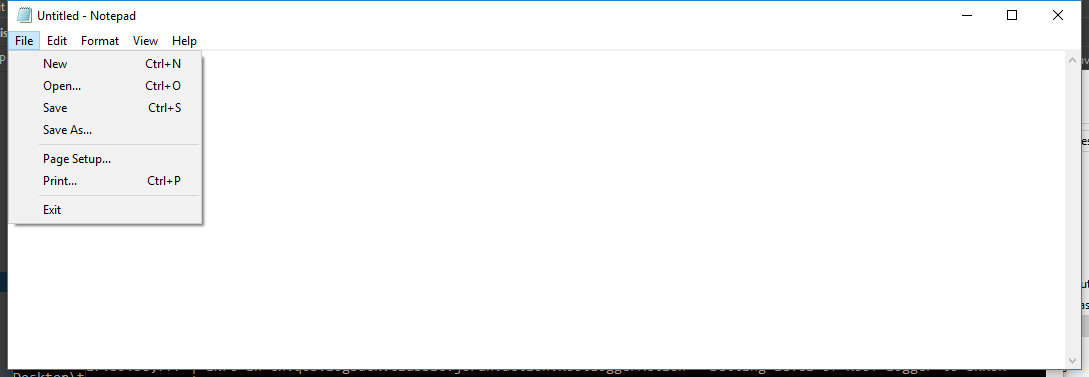 Untitled - Notepad
File Edit Format View Help
New Ctrl+N
Open... Ctrl+O
Save Ctrl+S
Save As...
Page Setup...
Print... Ctrl+P
Exit